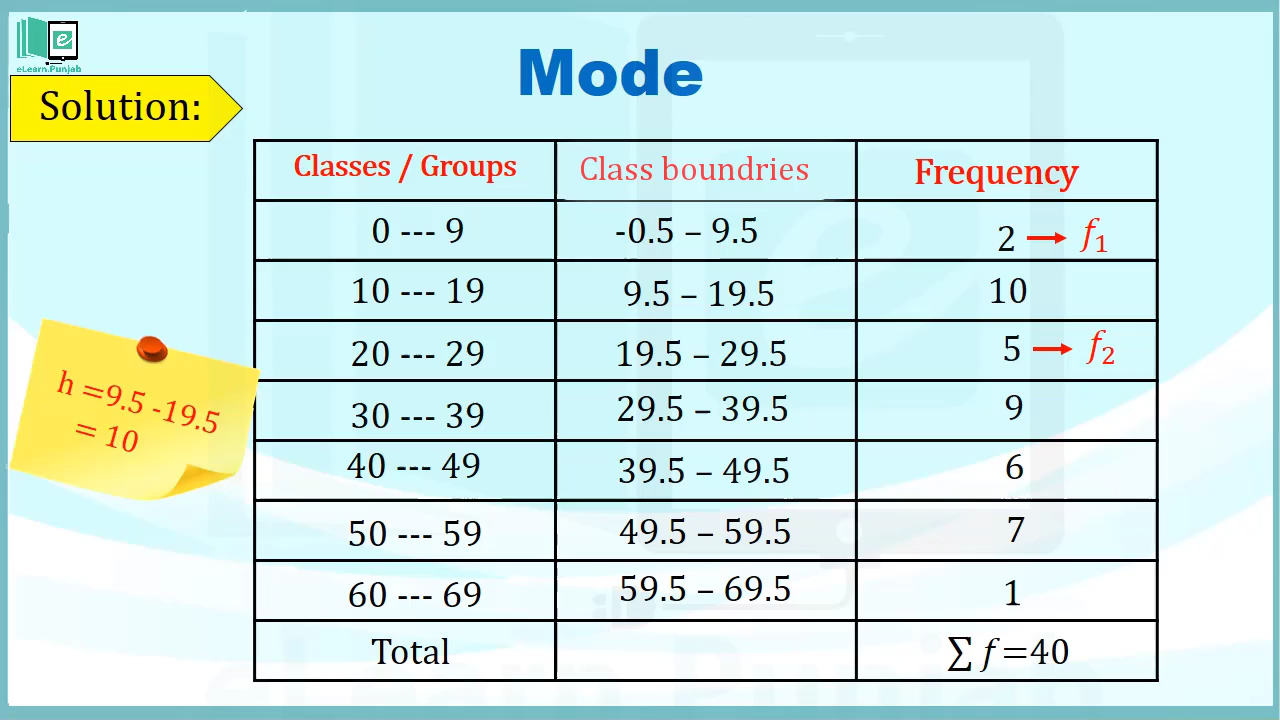 e
eLearn.Punjab
Mode
Solution:
Classes / Groups Class boundries Frequency
0 --- 9 -0.5 – 9.5 2 → f₁
10 --- 19 9.5 – 19.5 10
20 --- 29 19.5 – 29.5 5 → f₂
30 --- 39 29.5 – 39.5 9
40 --- 49 39.5 – 49.5 6
50 --- 59 49.5 – 59.5 7
60 --- 69 59.5 – 69.5 1
Total ∑ f =40
h =9.5 -19.5
= 10
eLearn.Punjab